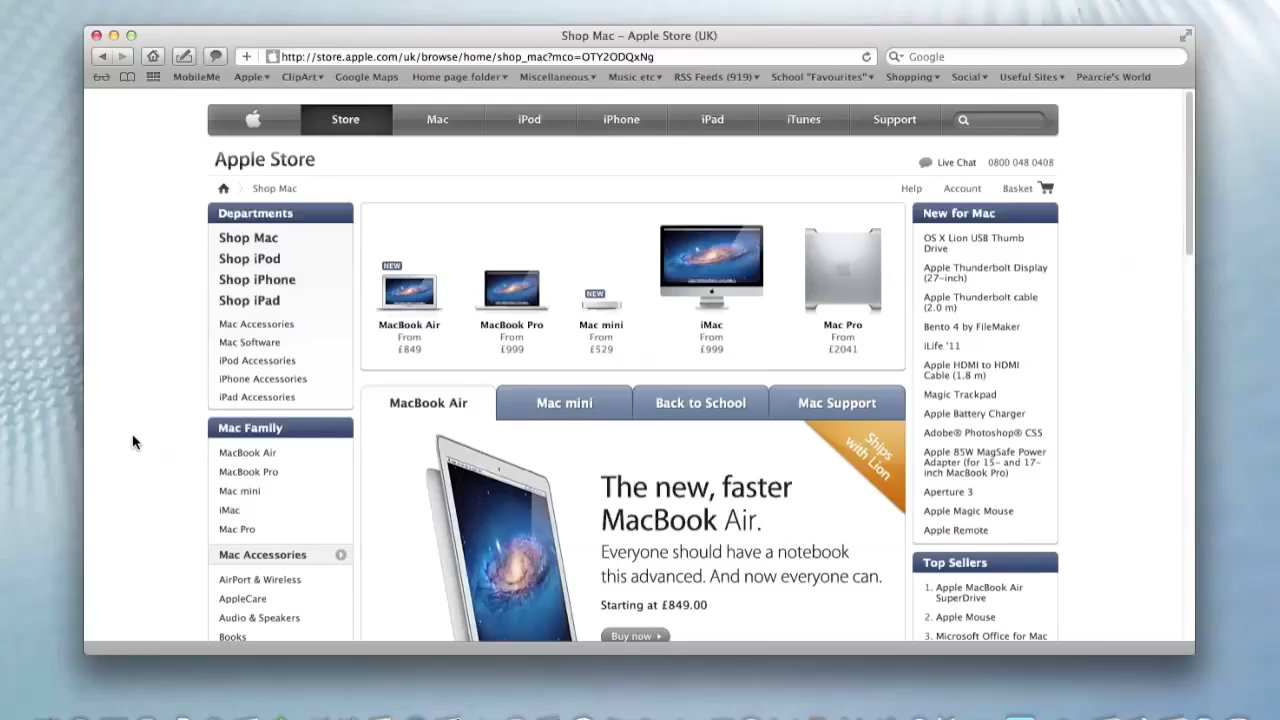 Shop Mac – Apple Store (UK)
http://store.apple.com/uk/browse/home/shop_mac?mco=OTY2ODQxNg
Google
MobileMe Apple ClipArt Google Maps Home page folder Miscellaneous Music etc RSS Feeds (919) School "Favourites" Shopping Social Useful Sites Pearcie's World
Store Mac iPod iPhone iPad iTunes Support
Apple Store
Live Chat 0800 048 0408
Shop Mac
Help Account Basket
Departments
Shop Mac
Shop iPod
Shop iPhone
Shop iPad
Mac Accessories
Mac Software
iPod Accessories
iPhone Accessories
iPad Accessories
Mac Family
MacBook Air
MacBook Pro
Mac mini
iMac
Mac Pro
Mac Accessories
AirPort & Wireless
AppleCare
Audio & Speakers
Books
NEW
MacBook Air
From
£849
MacBook Pro
From
£999
NEW
Mac mini
From
£529
iMac
From
£999
Mac Pro
From
£2041
MacBook Air Mac mini Back to School Mac Support
Ships
with Lion
The new, faster
MacBook Air.
Everyone should have a notebook
this advanced. And now everyone can.
Starting at £849.00
Buy now
New for Mac
OS X Lion USB Thumb
Drive
Apple Thunderbolt Display
(27-inch)
Apple Thunderbolt cable
(2.0 m)
Bento 4 by FileMaker
iLife '11
Apple HDMI to HDMI
Cable (1.8 m)
Magic Trackpad
Apple Battery Charger
Adobe® Photoshop® CS5
Apple 85W MagSafe Power
Adapter (for 15- and 17-
inch MacBook Pro)
Aperture 3
Apple Magic Mouse
Apple Remote
Top Sellers
1. Apple MacBook Air
SuperDrive
2. Apple Mouse
3. Microsoft Office for Mac